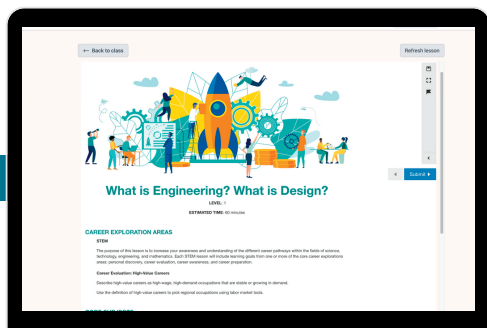 ← Back to class
Refresh lesson
Submit
What is Engineering? What is Design?
LEVEL: 1
ESTIMATED TIME: 60 minutes
CAREER EXPLORATION AREAS
STEM
The purpose of this lesson is to increase your awareness and understanding of the different career pathways within the fields of science,
technology, engineering, and mathematics. Each STEM lesson will include learning goals from one or more of the core career exploration
areas: personal discovery, career evaluation, career awareness, and career preparation.
Career Evaluation: High-Value Careers
Describe high-value careers as high-wage, high-demand occupations that are stable or growing in demand.
Use the definition of high-value careers to pick regional occupations using labor market tools.